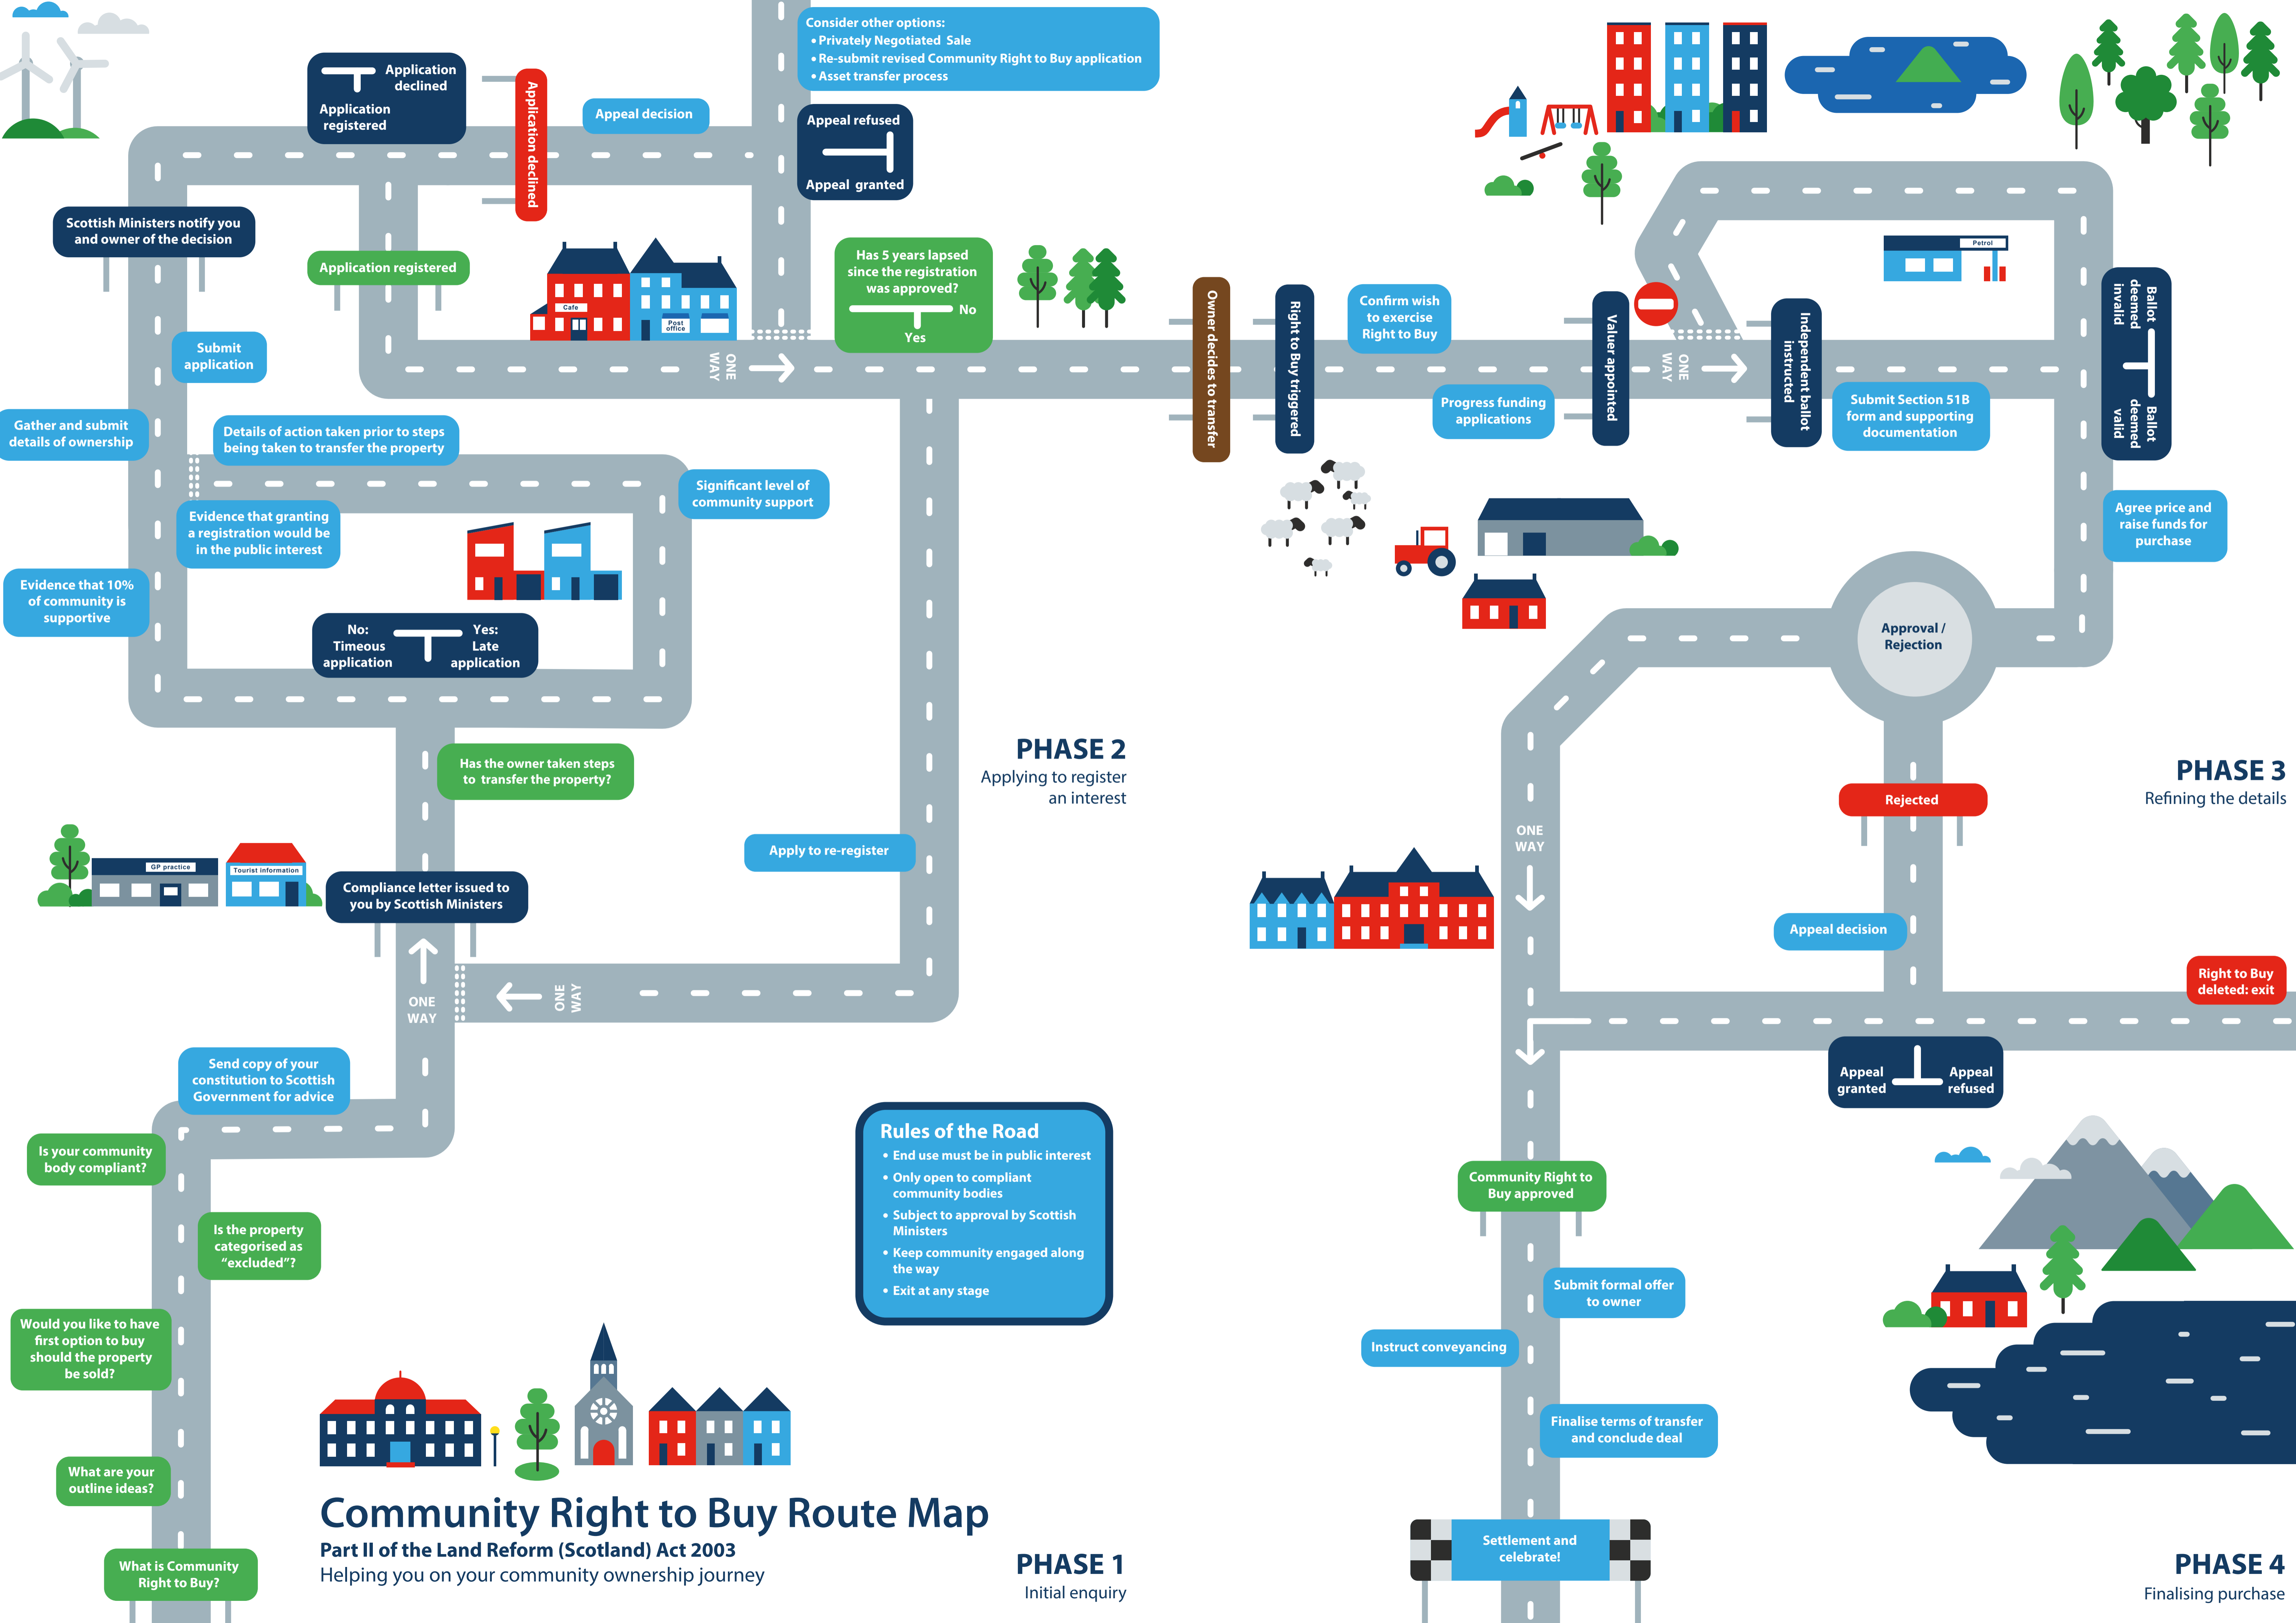 Consider other options:
• Privately Negotiated Sale
• Re-submit revised Community Right to Buy application
• Asset transfer process
Application
declined
Application
registered
Application declined
Appeal decision
Appeal refused
Appeal granted
Scottish Ministers notify you
and owner of the decision
Application registered
Cafe
Post
office
Has 5 years lapsed
since the registration
was approved?
No
Yes
ONE
WAY
Submit
application
Gather and submit
details of ownership
Details of action taken prior to steps
being taken to transfer the property
Significant level of
community support
Evidence that granting
a registration would be
in the public interest
Evidence that 10%
of community is
supportive
No:
Timeous
application
Yes:
Late
application
Has the owner taken steps
to transfer the property?
PHASE 2
Applying to register
an interest
Apply to re-register
GP practice
Tourist information
Compliance letter issued to
you by Scottish Ministers
ONE
WAY
ONE
WAY
Send copy of your
constitution to Scottish
Government for advice
Is your community
body compliant?
Is the property
categorised as
“excluded”?
Would you like to have
first option to buy
should the property
be sold?
What are your
outline ideas?
What is Community
Right to Buy?
Rules of the Road
• End use must be in public interest
• Only open to compliant
community bodies
• Subject to approval by Scottish
Ministers
• Keep community engaged along
the way
• Exit at any stage
Community Right to Buy Route Map
Part II of the Land Reform (Scotland) Act 2003
Helping you on your community ownership journey
PHASE 1
Initial enquiry
Owner decides to transfer
Right to Buy triggered
Confirm wish
to exercise
Right to Buy
Progress funding
applications
Valuer appointed
ONE
WAY
Independent ballot
instructed
Submit Section 51B
form and supporting
documentation
Petrol
Ballot
deemed
invalid
Ballot
deemed
valid
Agree price and
raise funds for
purchase
Approval /
Rejection
PHASE 3
Refining the details
Rejected
ONE
WAY
Appeal decision
Right to Buy
deleted: exit
Appeal
granted
Appeal
refused
Community Right to
Buy approved
Submit formal offer
to owner
Instruct conveyancing
Finalise terms of transfer
and conclude deal
Settlement and
celebrate!
PHASE 4
Finalising purchase